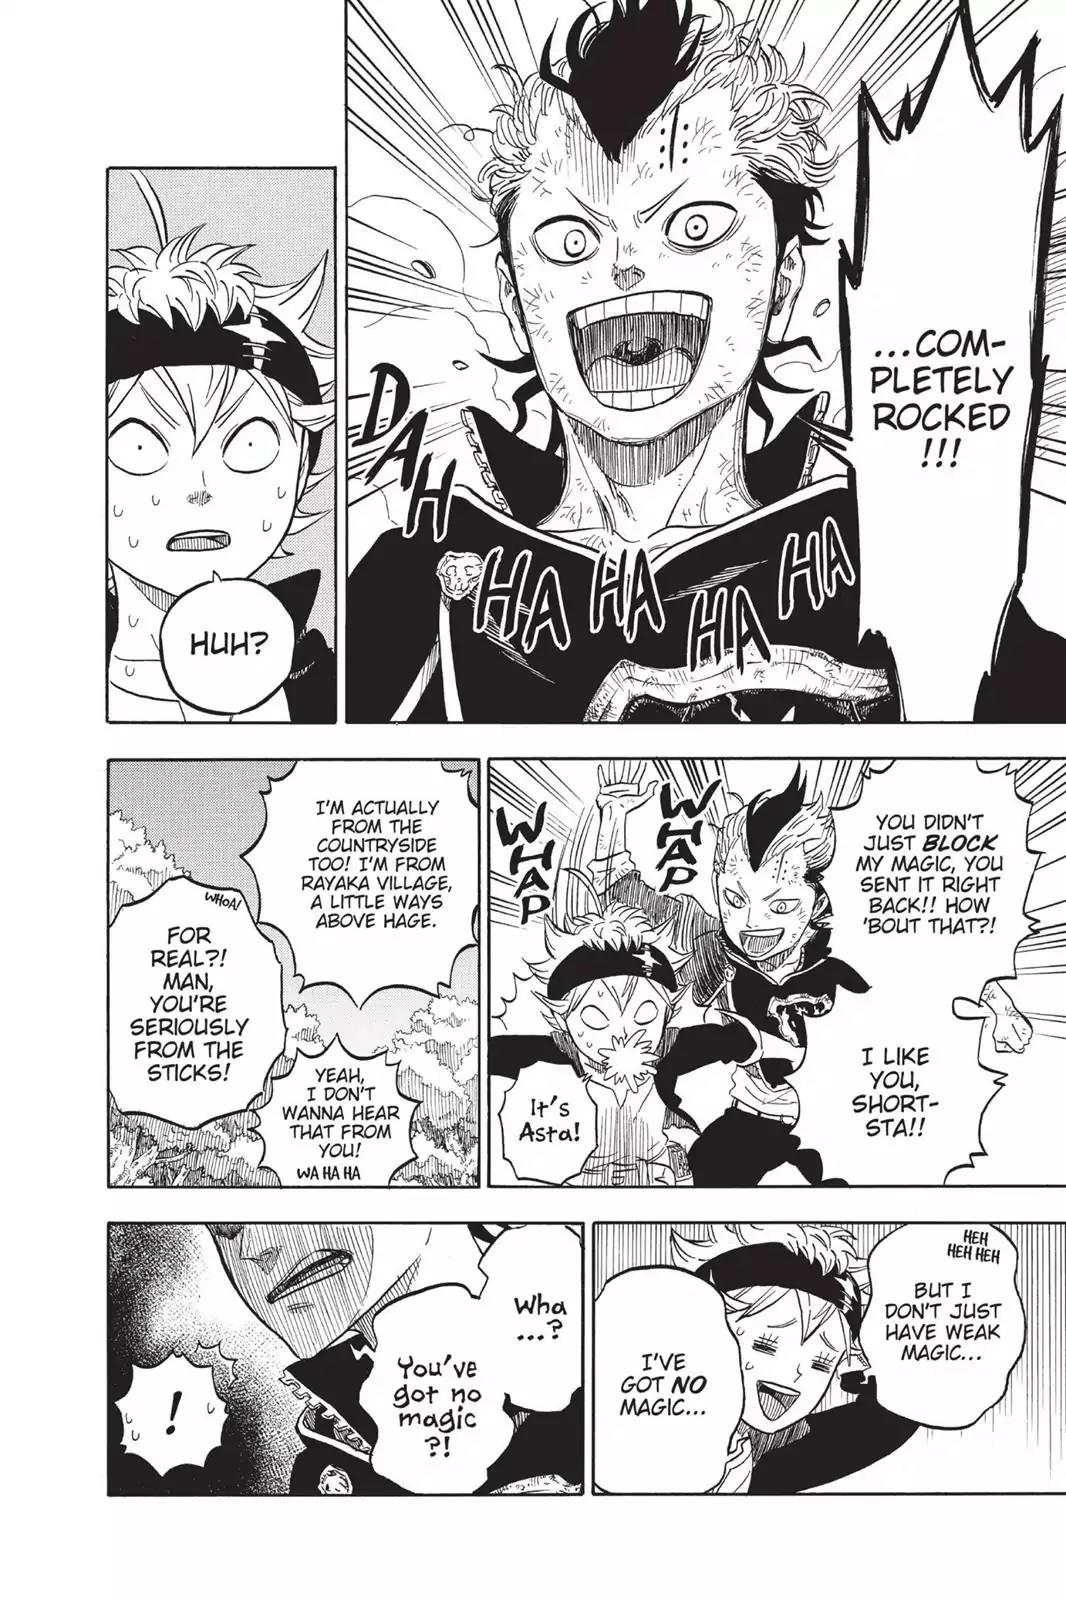 ...COM-
PLETELY
ROCKED
!!!
DAH
HA HA HA HA
HUH?
YOU DIDN'T
JUST BLOCK
MY MAGIC, YOU
SENT IT RIGHT
BACK!! HOW
'BOUT THAT?!
I LIKE
YOU,
SHORT-
STA!!
WHAP
WHAP
It's
Asta!
I'M ACTUALLY
FROM THE
COUNTRYSIDE
TOO! I'M FROM
RAYAKA VILLAGE,
A LITTLE WAYS
ABOVE HAGE.
WHOA!
FOR
REAL?!
MAN,
YOU'RE
SERIOUSLY
FROM THE
STICKS!
YEAH,
I DON'T
WANNA HEAR
THAT FROM
YOU!
WA HA HA
HEH
HEH HEH
BUT I
DON'T JUST
HAVE WEAK
MAGIC...
I'VE
GOT NO
MAGIC...
Wha
...?
You've
got no
magic
?!
!